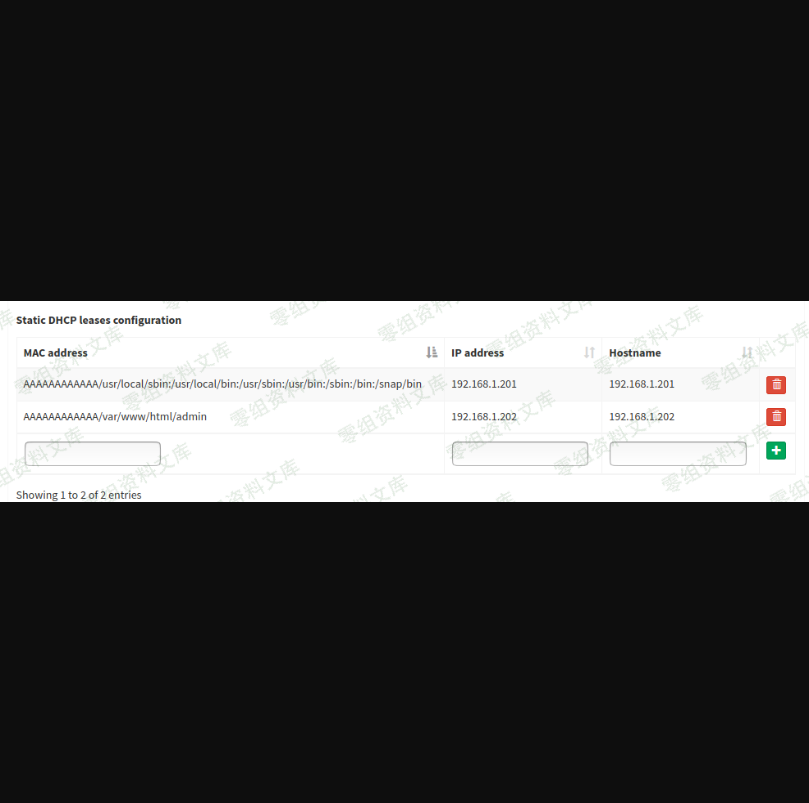 Static DHCP leases configuration
MAC address IP address Hostname
AAAAAAAAAAAA/usr/local/sbin:/usr/local/bin:/usr/sbin:/usr/bin:/sbin:/bin:/snap/bin 192.168.1.201 192.168.1.201
AAAAAAAAAAAA/var/www/html/admin 192.168.1.202 192.168.1.202
Showing 1 to 2 of 2 entries
零组资料文库